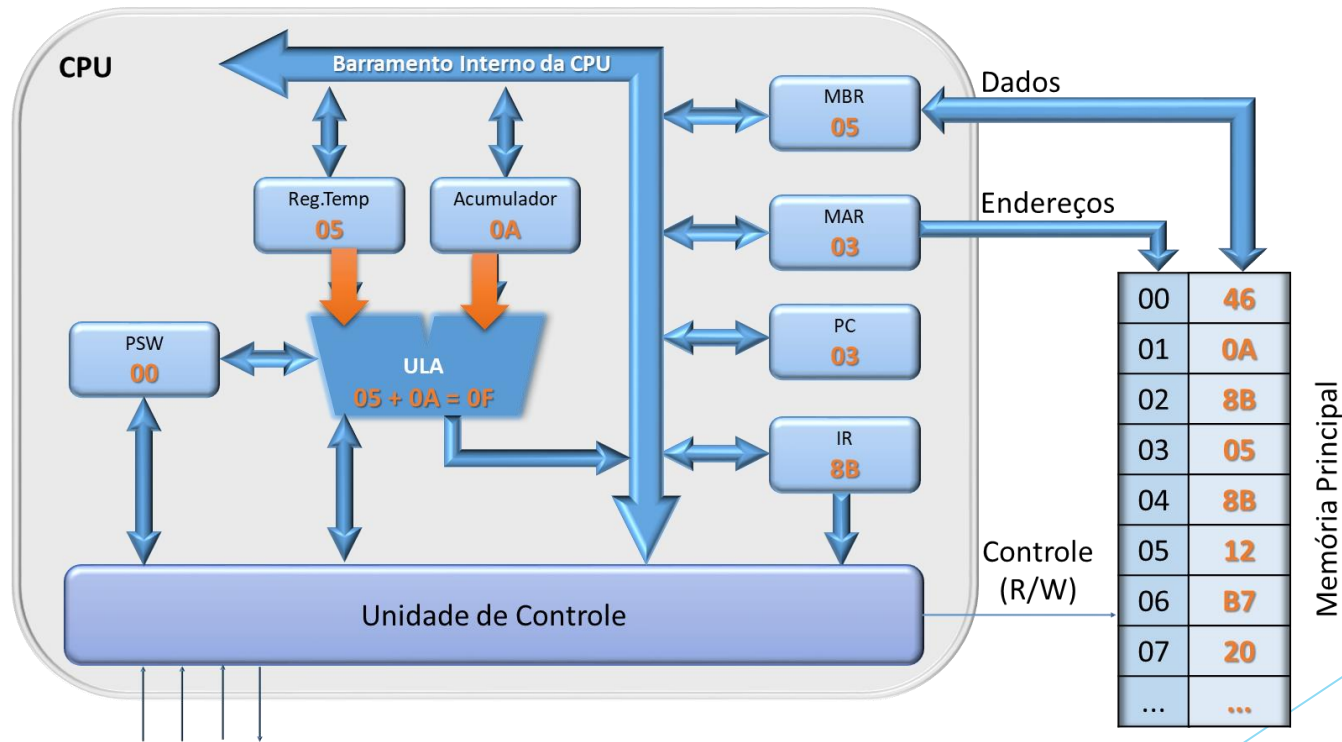 CPU
Barramento Interno da CPU
Reg.Temp
05
Acumulador
0A
PSW
00
ULA
05 + 0A = 0F
MBR
05
MAR
03
PC
03
IR
8B
Unidade de Controle
Dados
Endereços
Controle
(R/W)
00 46
01 0A
02 8B
03 05
04 8B
05 12
06 B7
07 20
... ...
Memória Principal